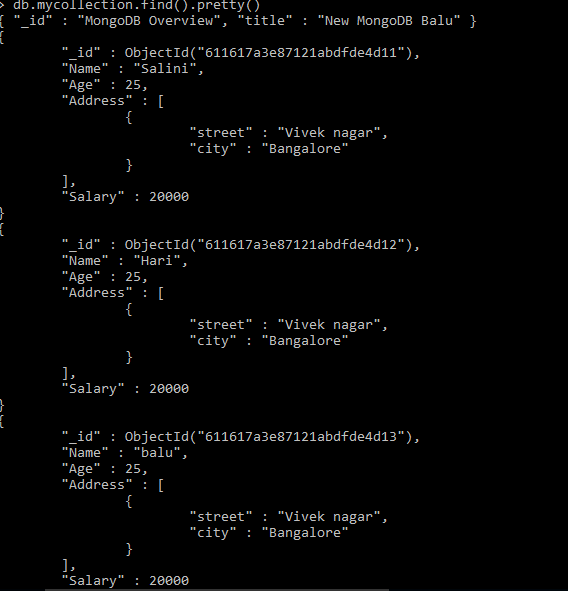 > db.mycollection.find().pretty()
{ "_id" : "MongoDB Overview", "title" : "New MongoDB Balu" }
{
        "_id" : ObjectId("611617a3e87121abdfde4d11"),
        "Name" : "Salini",
        "Age" : 25,
        "Address" : [
                {
                        "street" : "Vivek nagar",
                        "city" : "Bangalore"
                }
        ],
        "Salary" : 20000
}
{
        "_id" : ObjectId("611617a3e87121abdfde4d12"),
        "Name" : "Hari",
        "Age" : 25,
        "Address" : [
                {
                        "street" : "Vivek nagar",
                        "city" : "Bangalore"
                }
        ],
        "Salary" : 20000
}
{
        "_id" : ObjectId("611617a3e87121abdfde4d13"),
        "Name" : "balu",
        "Age" : 25,
        "Address" : [
                {
                        "street" : "Vivek nagar",
                        "city" : "Bangalore"
                }
        ],
        "Salary" : 20000